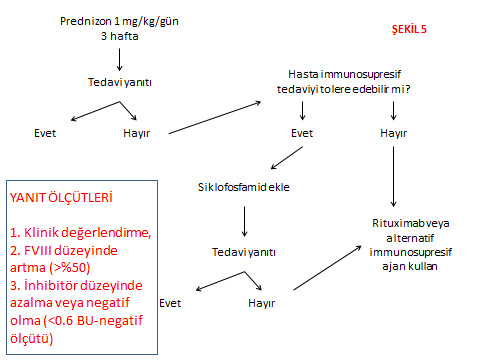 Prednizon 1 mg/kg/gün
3 hafta
ŞEKİL 5
Tedavi yanıtı
Hasta immunosupresif
tedaviyi tolere edebilir mi?
Evet
Hayır
Evet
Hayır
Siklofosfamid ekle
YANIT ÖLÇÜTLERİ
1. Klinik değerlendirme,
2. FVIII düzeyinde
artma (>%50)
3. İnhibitör düzeyinde
azalma veya negatif
olma (<0.6 BU-negatif
ölçütü)
Rituximab veya
alternatif
immunosupresif
ajan kullan
Tedavi yanıtı
Evet
Hayır